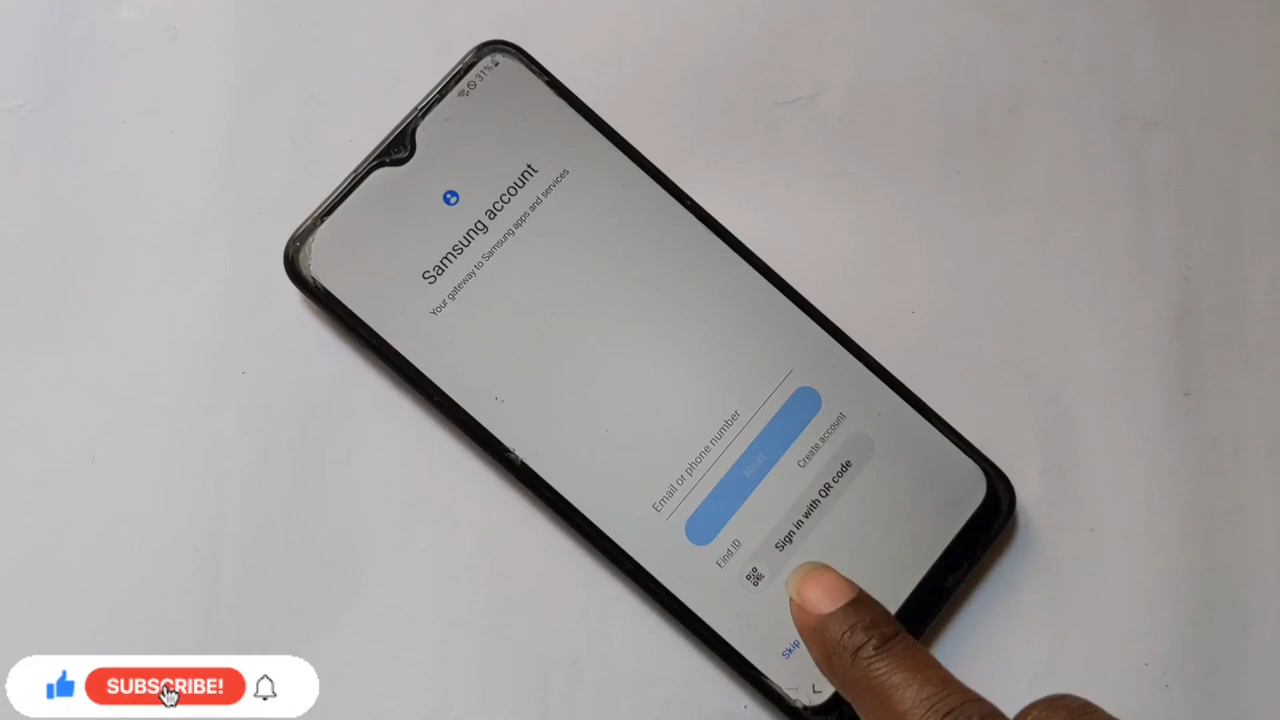 31%
Samsung account
Your gateway to Samsung apps and services
Email or phone number
Next
Find ID
Create account
Sign in with QR code
Skip
SUBSCRIBE!